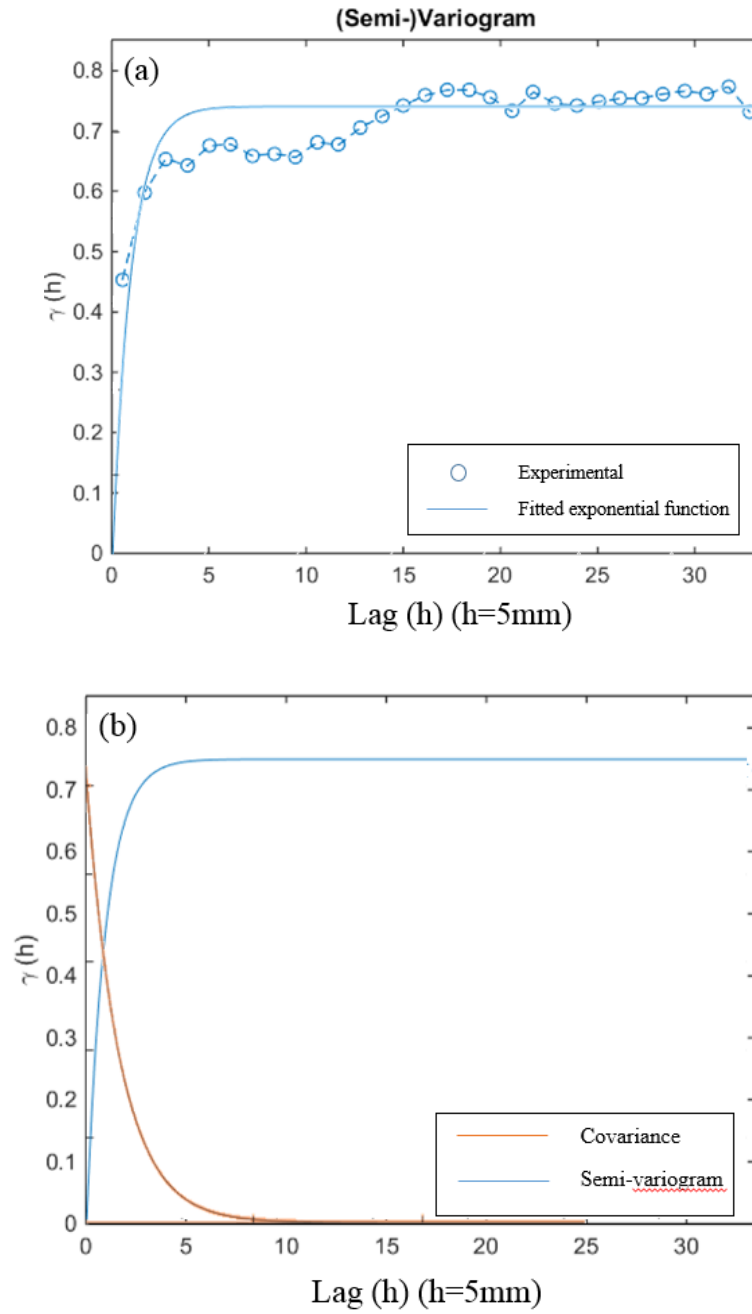 (Semi-)Variogram
(a)
0.8
0.7
0.6
0.5
0.4
0.3
0.2
0.1
0
γ (h)
Experimental
Fitted exponential function
0 5 10 15 20 25 30
Lag (h) (h=5mm)
(b)
0.8
0.7
0.6
0.5
0.4
0.3
0.2
0.1
0
γ (h)
Covariance
Semi-variogram
0 5 10 15 20 25 30
Lag (h) (h=5mm)